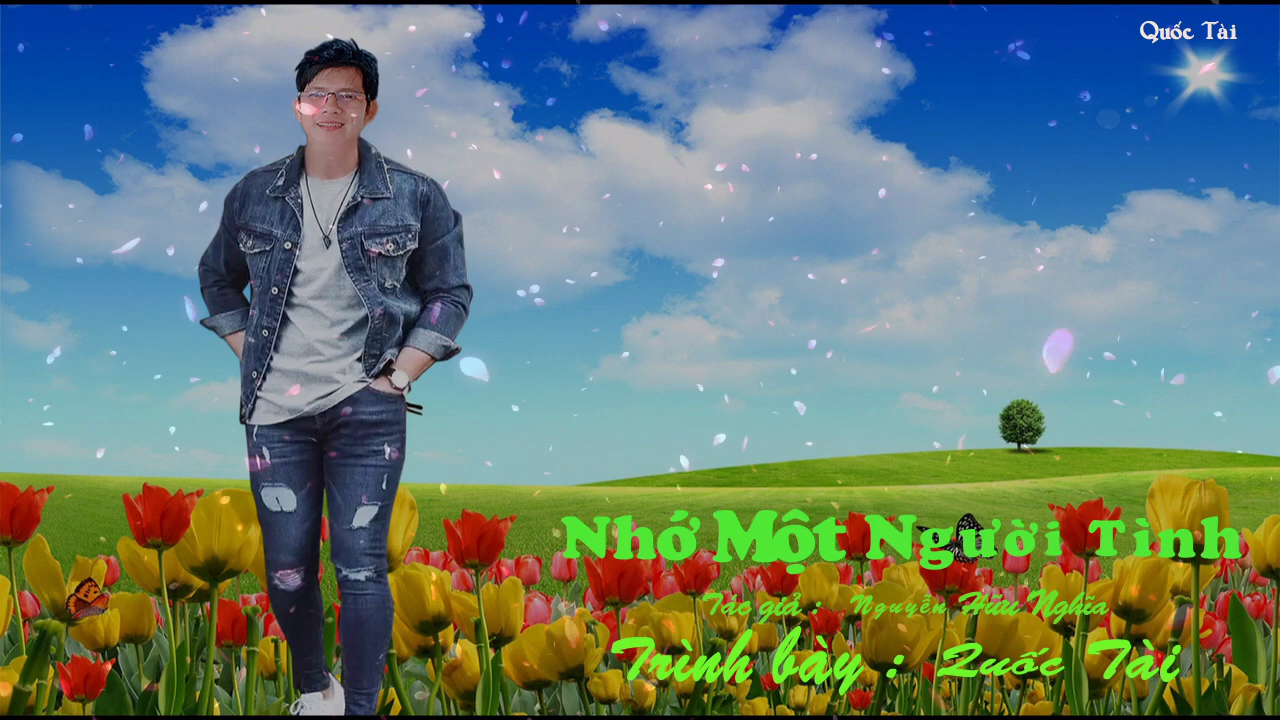 Quốc Tài
Nhớ Một Người Tình
Tác giả : Nguyễn Hữu Nghĩa
Trình bày : Quốc Tài